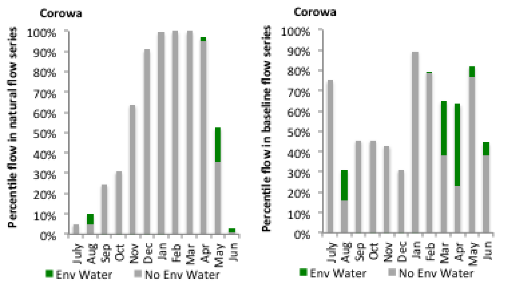 Corowa
Percentile flow in natural flow series
100%
90%
80%
70%
60%
50%
40%
30%
20%
10%
0%
July
Aug
Sep
Oct
Nov
Dec
Jan
Feb
Mar
Apr
May
Jun
Env Water
No Env Water
Corowa
Percentile flow in baseline flow series
100%
90%
80%
70%
60%
50%
40%
30%
20%
10%
0%
July
Aug
Sep
Oct
Nov
Dec
Jan
Feb
Mar
Apr
May
Jun
Env Water
No Env Water